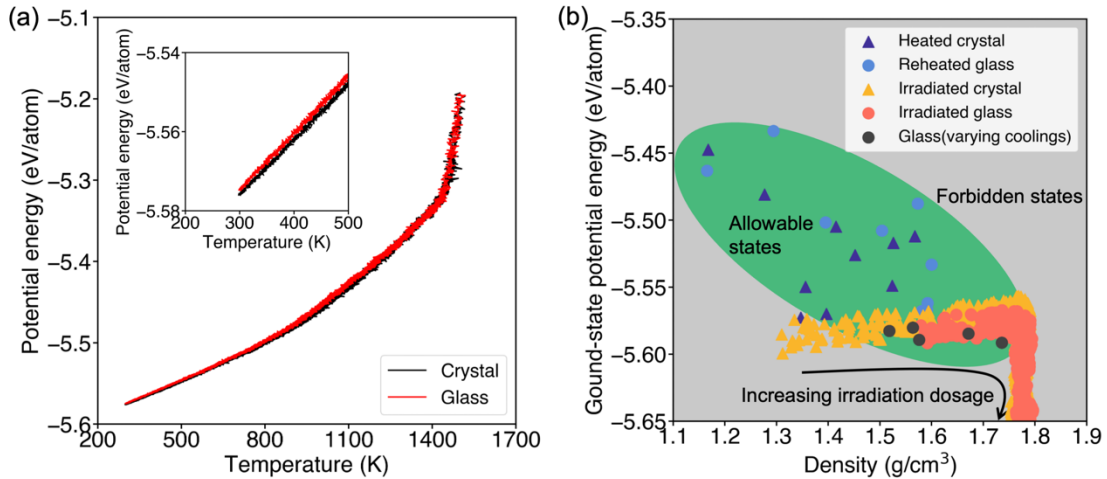 (a)
Potential energy (eV/atom)
−5.1
−5.2
−5.3
−5.4
−5.5
−5.6
200
500
800
1100
1400
1700
Temperature (K)
Potential energy (eV/atom)
−5.54
−5.56
−5.58
200
300
400
500
Temperature (K)
Crystal
Glass
(b)
Gound-state potential energy (eV/atom)
−5.35
−5.40
−5.45
−5.50
−5.55
−5.60
−5.65
1.1
1.2
1.3
1.4
1.5
1.6
1.7
1.8
1.9
Density (g/cm³)
Heated crystal
Reheated glass
Irradiated crystal
Irradiated glass
Glass(varying coolings)
Forbidden states
Allowable
states
Increasing irradiation dosage